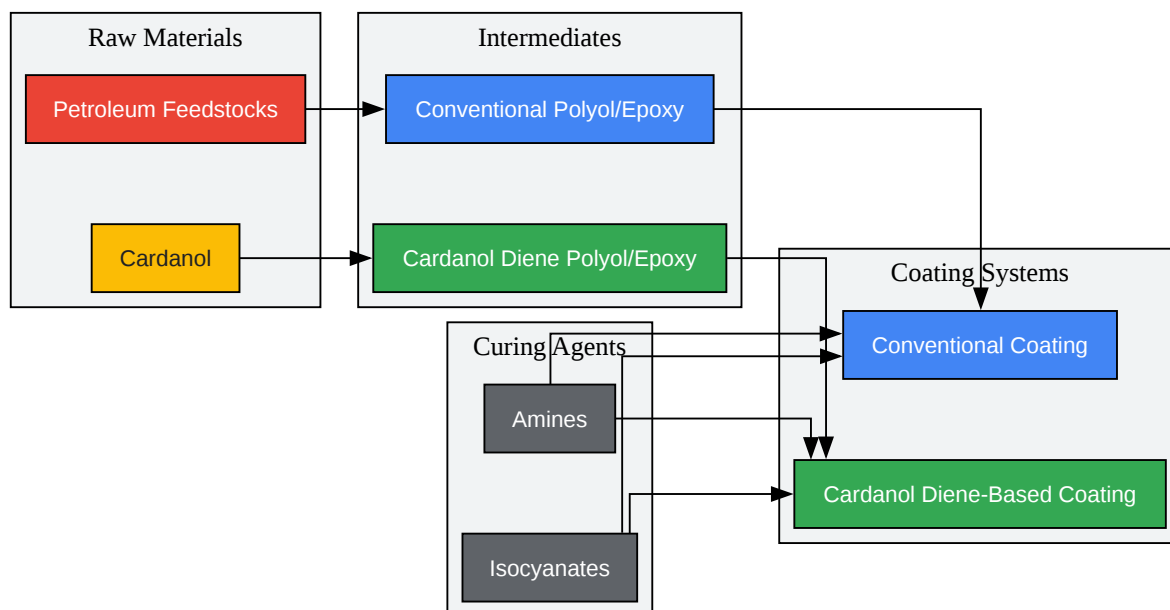 Raw Materials
Petroleum Feedstocks
Cardanol
Intermediates
Conventional Polyol/Epoxy
Cardanol Diene Polyol/Epoxy
Curing Agents
Amines
Isocyanates
Coating Systems
Conventional Coating
Cardanol Diene-Based Coating